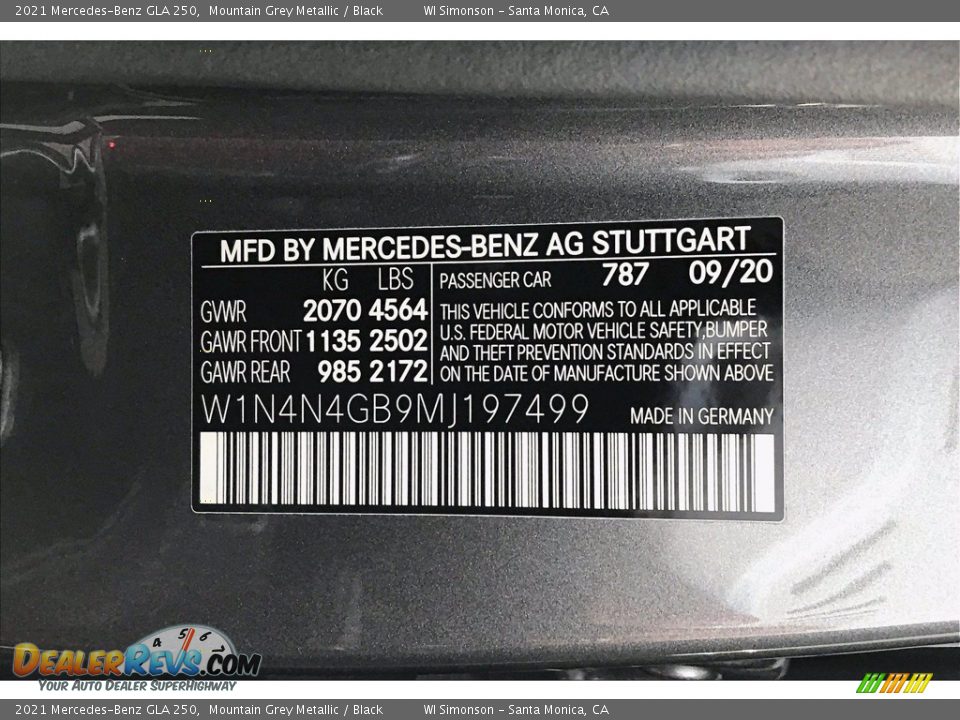 2021 Mercedes-Benz GLA 250, Mountain Grey Metallic / Black WI Simonson - Santa Monica, CA
MFD BY MERCEDES-BENZ AG STUTTGART
KG LBS PASSENGER CAR 787 09/20
GVWR 2070 4564
GAWR FRONT 1135 2502
GAWR REAR 985 2172
THIS VEHICLE CONFORMS TO ALL APPLICABLE
U.S. FEDERAL MOTOR VEHICLE SAFETY,BUMPER
AND THEFT PREVENTION STANDARDS IN EFFECT
ON THE DATE OF MANUFACTURE SHOWN ABOVE
W1N4N4GB9MJ197499 MADE IN GERMANY
4 5 6
DEALERREVS.COM
YOUR AUTO DEALER SUPERHIGHWAY
2021 Mercedes-Benz GLA 250, Mountain Grey Metallic / Black WI Simonson - Santa Monica, CA